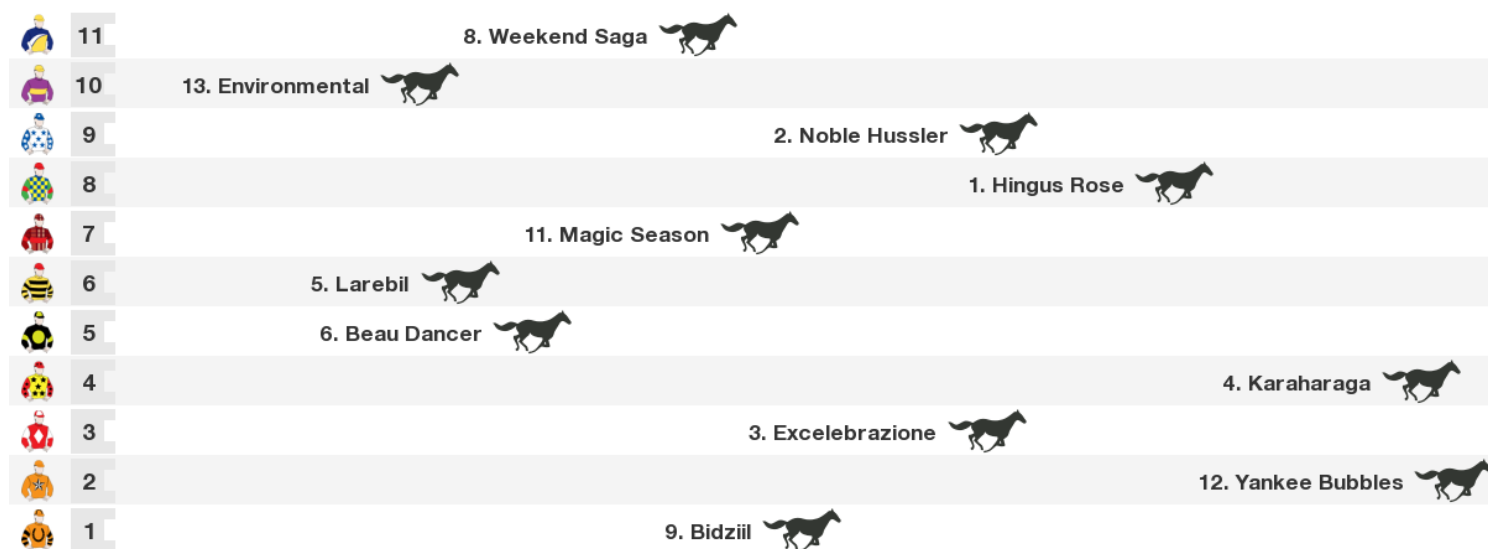 11 8. Weekend Saga
10 13. Environmental
9 2. Noble Hussler
8 1. Hingus Rose
7 11. Magic Season
6 5. Larebil
5 6. Beau Dancer
4 4. Karaharaga
3 3. Excelebrazione
2 12. Yankee Bubbles
1 9. Bidziil